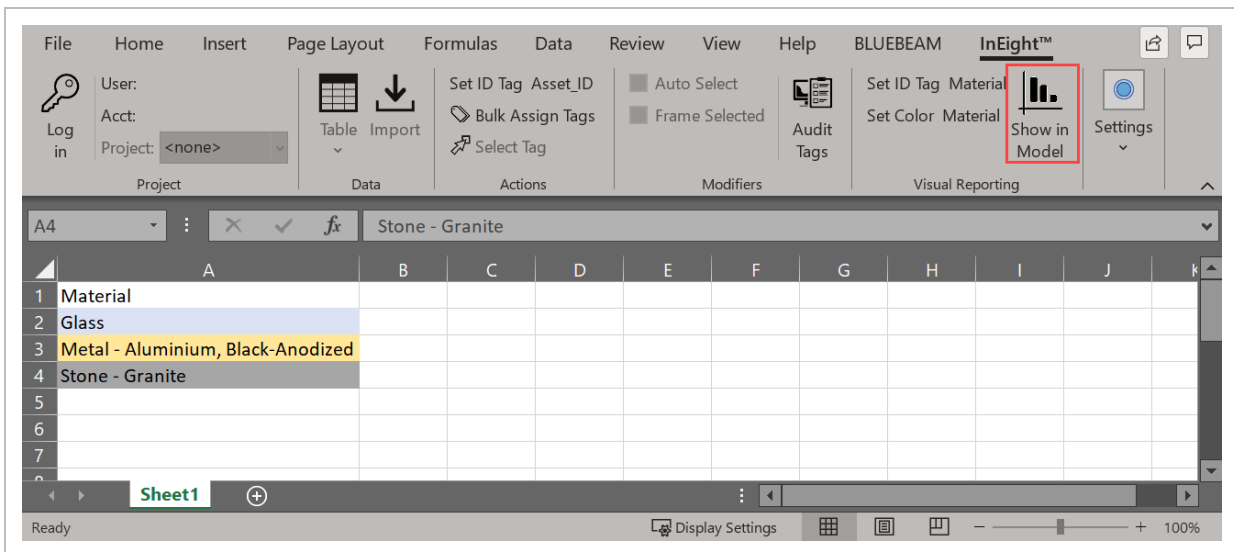 File Home Insert Page Layout Formulas Data Review View Help BLUEBEAM InEight™
User:
Acct:
Project: <none>
Log
in
Project
Table Import
Data
Set ID Tag Asset_ID
Bulk Assign Tags
Select Tag
Actions
Auto Select
Frame Selected
Modifiers
Audit
Tags
Set ID Tag Material
Set Color Material
Show in
Model
Visual Reporting
Settings
A4 fx Stone - Granite
A B C D E F G H I J K
1 Material
2 Glass
3 Metal - Aluminium, Black-Anodized
4 Stone - Granite
5
6
7
Sheet1
Ready Display Settings 100%